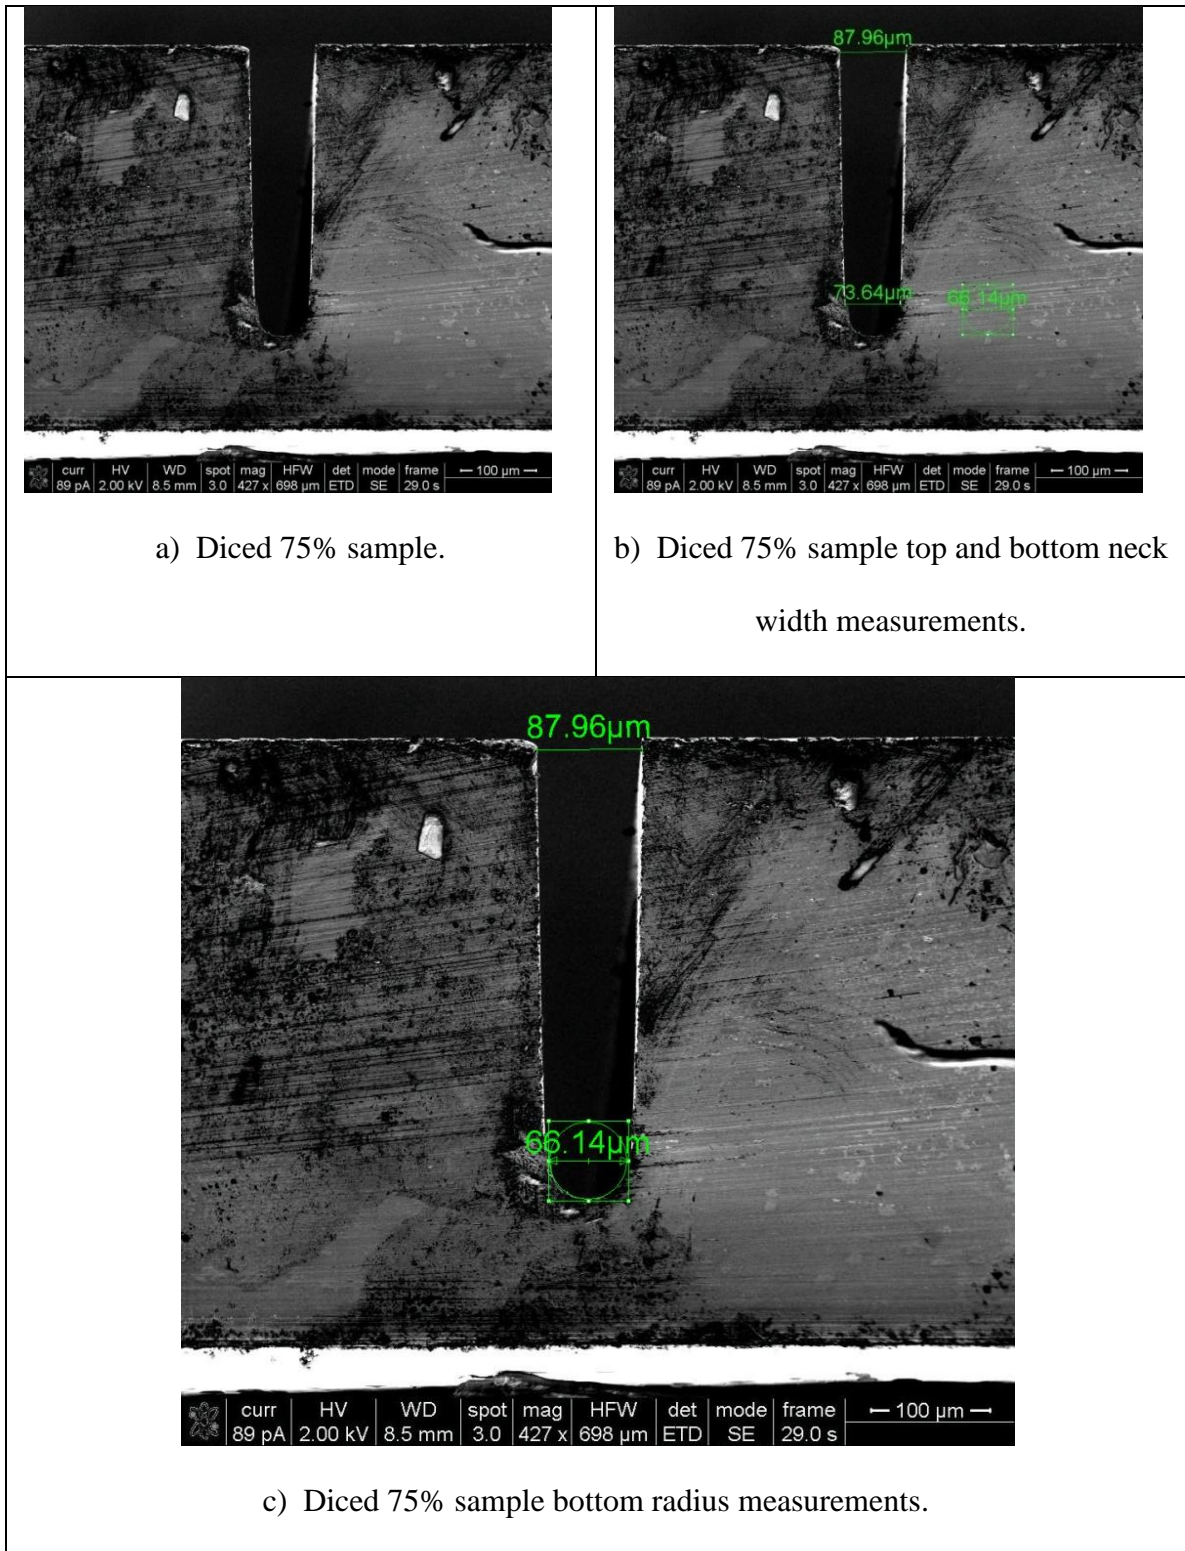 curr HV WD spot mag HFW det mode frame
89 pA 2.00 kV 8.5 mm 3.0 427 x 698 µm ETD SE 29.0 s
100 µm
a) Diced 75% sample.
87.96µm
73.64µm
66.14µm
curr HV WD spot mag HFW det mode frame
89 pA 2.00 kV 8.5 mm 3.0 427 x 698 µm ETD SE 29.0 s
100 µm
b) Diced 75% sample top and bottom neck
width measurements.
87.96µm
66.14µm
curr HV WD spot mag HFW det mode frame
89 pA 2.00 kV 8.5 mm 3.0 427 x 698 µm ETD SE 29.0 s
100 µm
c) Diced 75% sample bottom radius measurements.